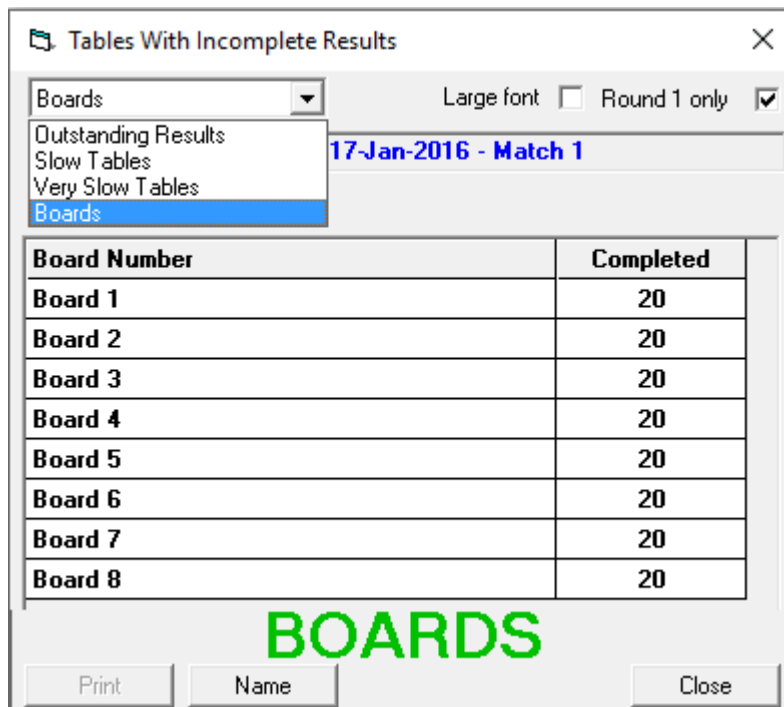 Tables With Incomplete Results
Boards Large font Round 1 only
Outstanding Results
Slow Tables
Very Slow Tables
Boards
17-Jan-2016 - Match 1
Board Number Completed
Board 1 20
Board 2 20
Board 3 20
Board 4 20
Board 5 20
Board 6 20
Board 7 20
Board 8 20
BOARDS
Print Name Close